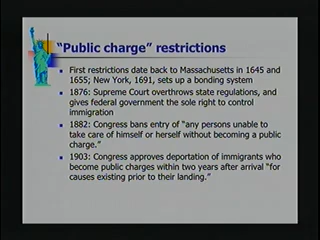 “Public charge” restrictions
First restrictions date back to Massachusetts in 1645 and
1655; New York, 1691, sets up a bonding system
1876: Supreme Court overthrows state regulations, and
gives federal government the sole right to control
immigration
1882: Congress bans entry of “any persons unable to
take care of himself or herself without becoming a public
charge.”
1903: Congress approves deportation of immigrants who
become public charges within two years after arrival “for
causes existing prior to their landing.”